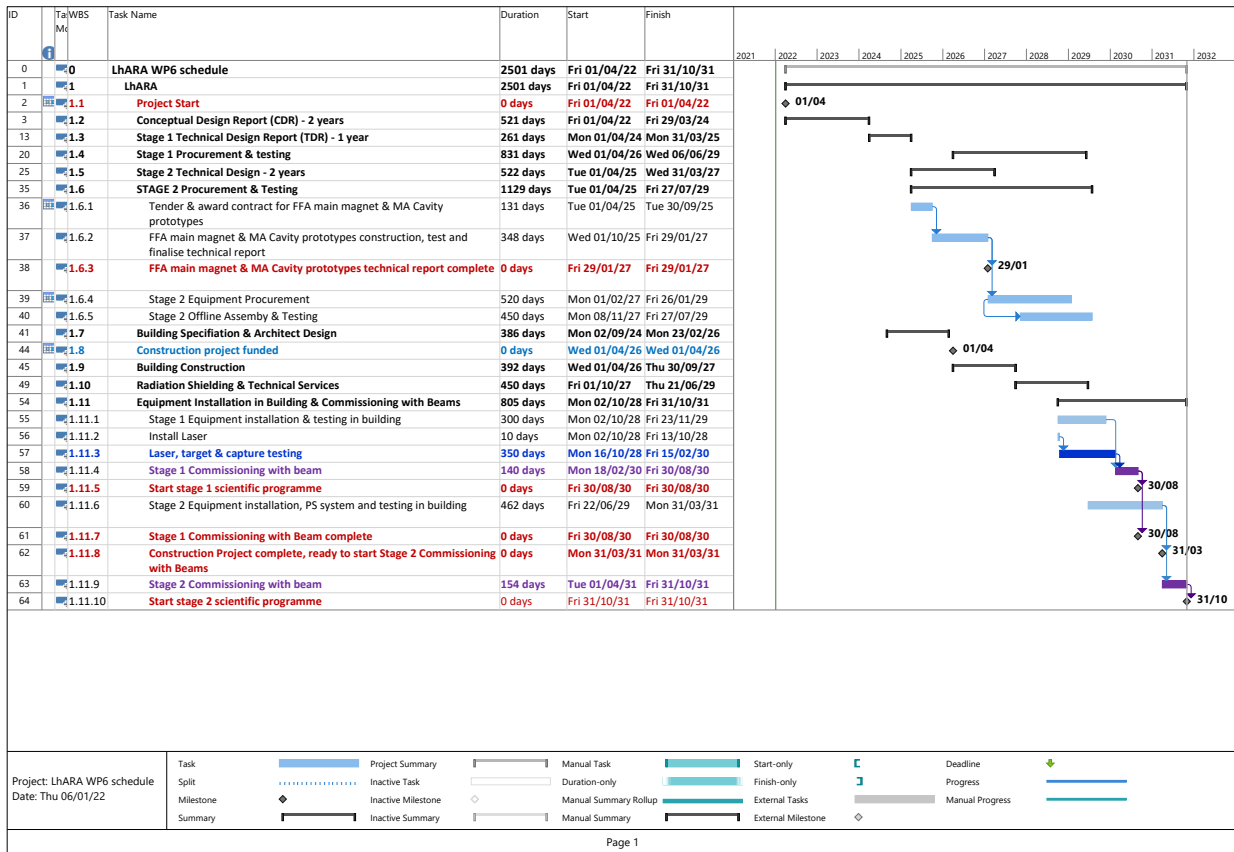 ID Ta: WBS Task Name Duration Start Finish
Mc
2021 2022 2023 2024 2025 2026 2027 2028 2029 2030 2031 2032
0 0 LhARA WP6 schedule 2501 days Fri 01/04/22 Fri 31/10/31
1 1 LhARA 2501 days Fri 01/04/22 Fri 31/10/31
2 1.1 Project Start 0 days Fri 01/04/22 Fri 01/04/22 01/04
3 1.2 Conceptual Design Report (CDR) - 2 years 521 days Fri 01/04/22 Fri 29/03/24
13 1.3 Stage 1 Technical Design Report (TDR) - 1 year 261 days Mon 01/04/24 Mon 31/03/25
20 1.4 Stage 1 Procurement & testing 831 days Wed 01/04/26 Wed 06/06/29
25 1.5 Stage 2 Technical Design - 2 years 522 days Tue 01/04/25 Wed 31/03/27
35 1.6 STAGE 2 Procurement & Testing 1129 days Tue 01/04/25 Fri 27/07/29
36 1.6.1 Tender & award contract for FFA main magnet & MA Cavity 131 days Tue 01/04/25 Tue 30/09/25
prototypes
37 1.6.2 FFA main magnet & MA Cavity prototypes construction, test and 348 days Wed 01/10/25 Fri 29/01/27
finalise technical report
38 1.6.3 FFA main magnet & MA Cavity prototypes technical report complete 0 days Fri 29/01/27 Fri 29/01/27 29/01
39 1.6.4 Stage 2 Equipment Procurement 520 days Mon 01/02/27 Fri 26/01/29
40 1.6.5 Stage 2 Offline Assemby & Testing 450 days Mon 08/11/27 Fri 27/07/29
41 1.7 Building Specifiation & Architect Design 386 days Mon 02/09/24 Mon 23/02/26
44 1.8 Construction project funded 0 days Wed 01/04/26 Wed 01/04/26 01/04
45 1.9 Building Construction 392 days Wed 01/04/26 Thu 30/09/27
49 1.10 Radiation Shielding & Technical Services 450 days Fri 01/10/27 Thu 21/06/29
54 1.11 Equipment Installation in Building & Commissioning with Beams 805 days Mon 02/10/28 Fri 31/10/31
55 1.11.1 Stage 1 Equipment installation & testing in building 300 days Mon 02/10/28 Fri 23/11/29
56 1.11.2 Install Laser 10 days Mon 02/10/28 Fri 13/10/28
57 1.11.3 Laser, target & capture testing 350 days Mon 16/10/28 Fri 15/02/30
58 1.11.4 Stage 1 Commissioning with beam 140 days Mon 18/02/30 Fri 30/08/30
59 1.11.5 Start stage 1 scientific programme 0 days Fri 30/08/30 Fri 30/08/30 30/08
60 1.11.6 Stage 2 Equipment installation, PS system and testing in building 462 days Fri 22/06/29 Mon 31/03/31
61 1.11.7 Stage 1 Commissioning with Beam complete 0 days Fri 30/08/30 Fri 30/08/30 30/08
62 1.11.8 Construction Project complete, ready to start Stage 2 Commissioning 0 days Mon 31/03/31 Mon 31/03/31 31/03
with Beams
63 1.11.9 Stage 2 Commissioning with beam 154 days Tue 01/04/31 Fri 31/10/31
64 1.11.10 Start stage 2 scientific programme 0 days Fri 31/10/31 Fri 31/10/31 31/10
Project: LhARA WP6 schedule
Date: Thu 06/01/22
Task Project Summary Manual Task Start-only Deadline
Split Inactive Task Duration-only Finish-only Progress
Milestone Inactive Milestone Manual Summary Rollup External Tasks Manual Progress
Summary Inactive Summary Manual Summary External Milestone
Page 1